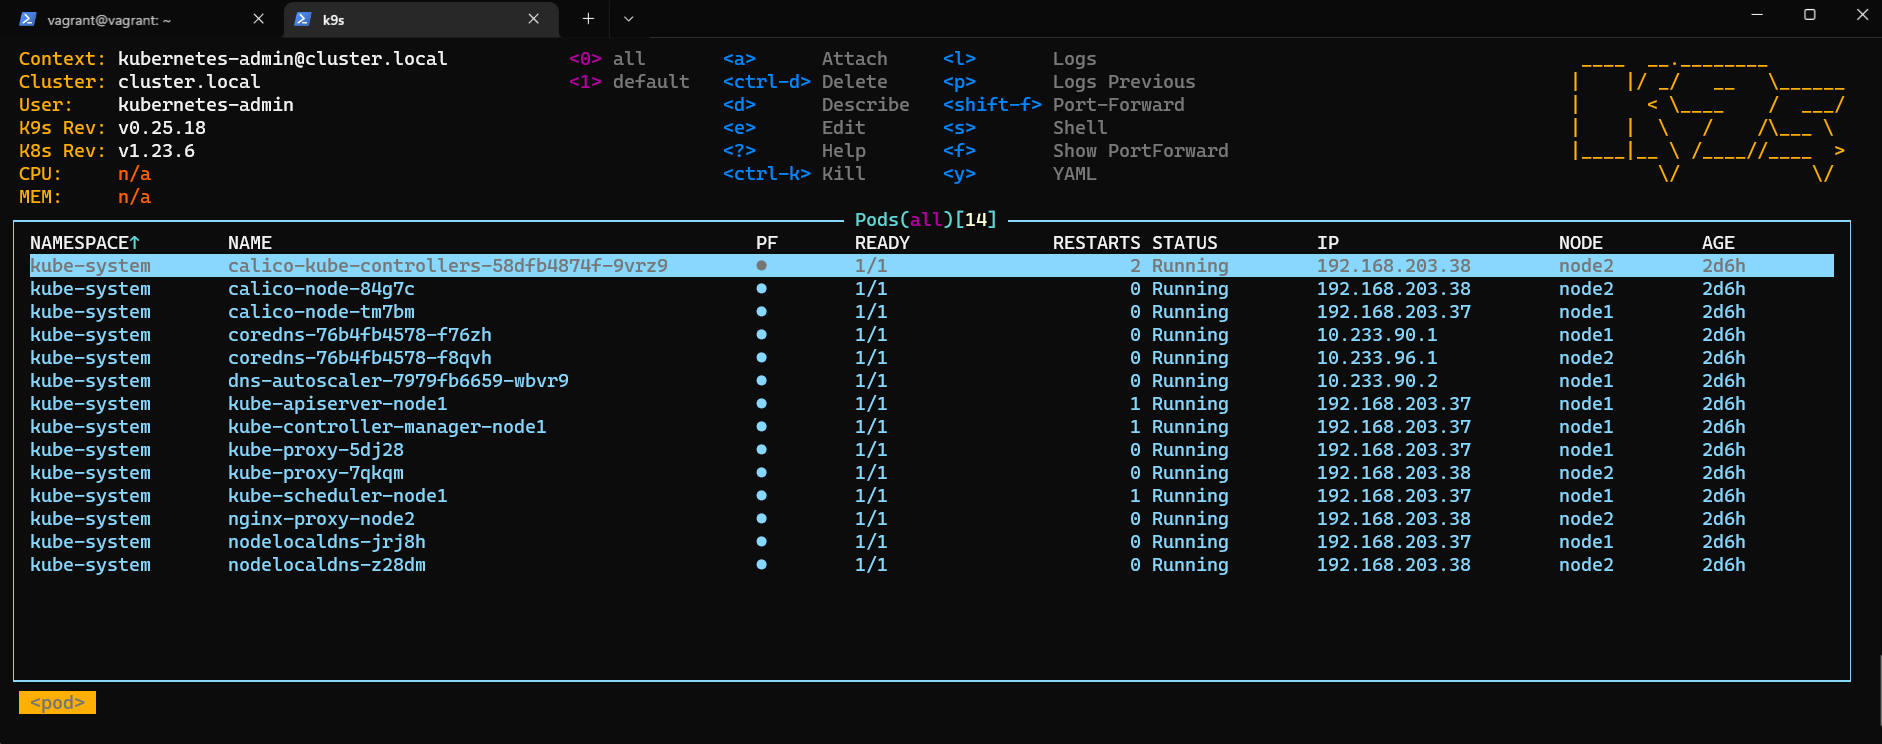 vagrant@vagrant: ~
k9s
Context: kubernetes-admin@cluster.local <0> all <a> Attach <l> Logs
Cluster: cluster.local <1> default <ctrl-d> Delete <p> Logs Previous
User: kubernetes-admin <d> Describe <shift-f> Port-Forward
K9s Rev: v0.25.18 <e> Edit <s> Shell
K8s Rev: v1.23.6 <?> Help <f> Show PortForward
CPU: n/a <ctrl-k> Kill <y> YAML
MEM: n/a
Pods(all)[14]
NAMESPACE↑ NAME PF READY RESTARTS STATUS IP NODE AGE
kube-system calico-kube-controllers-58dfb4874f-9vrz9 ● 1/1 2 Running 192.168.203.38 node2 2d6h
kube-system calico-node-84g7c ● 1/1 0 Running 192.168.203.38 node2 2d6h
kube-system calico-node-tm7bm ● 1/1 0 Running 192.168.203.37 node1 2d6h
kube-system coredns-76b4fb4578-f76zh ● 1/1 0 Running 10.233.90.1 node1 2d6h
kube-system coredns-76b4fb4578-f8qvh ● 1/1 0 Running 10.233.96.1 node2 2d6h
kube-system dns-autoscaler-7979fb6659-wbvr9 ● 1/1 0 Running 10.233.90.2 node1 2d6h
kube-system kube-apiserver-node1 ● 1/1 1 Running 192.168.203.37 node1 2d6h
kube-system kube-controller-manager-node1 ● 1/1 1 Running 192.168.203.37 node1 2d6h
kube-system kube-proxy-5dj28 ● 1/1 0 Running 192.168.203.37 node1 2d6h
kube-system kube-proxy-7qkqm ● 1/1 0 Running 192.168.203.38 node2 2d6h
kube-system kube-scheduler-node1 ● 1/1 1 Running 192.168.203.37 node1 2d6h
kube-system nginx-proxy-node2 ● 1/1 0 Running 192.168.203.38 node2 2d6h
kube-system nodelocaldns-jrj8h ● 1/1 0 Running 192.168.203.37 node1 2d6h
kube-system nodelocaldns-z28dm ● 1/1 0 Running 192.168.203.38 node2 2d6h
<pod>